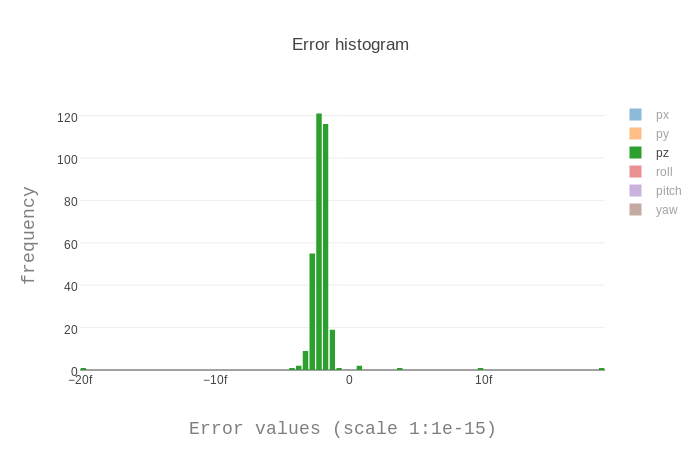 Error histogram
120
100
80
60
40
20
0
−20f
−10f
0
10f
frequency
Error values (scale 1:1e-15)
px
py
pz
roll
pitch
yaw